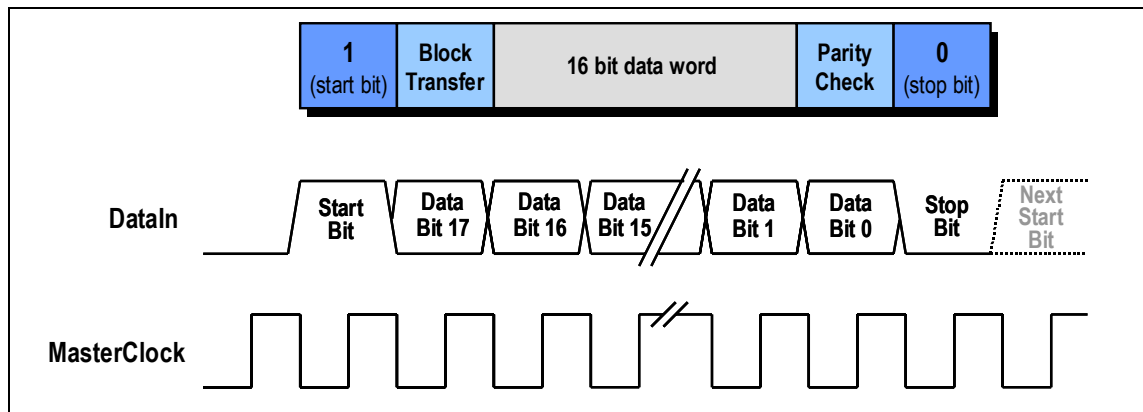 1
(start bit)
Block
Transfer
16 bit data word
Parity
Check
0
(stop bit)
DataIn
Start
Bit
Data
Bit 17
Data
Bit 16
Data
Bit 15
Data
Bit 1
Data
Bit 0
Stop
Bit
Next
Start
Bit
MasterClock